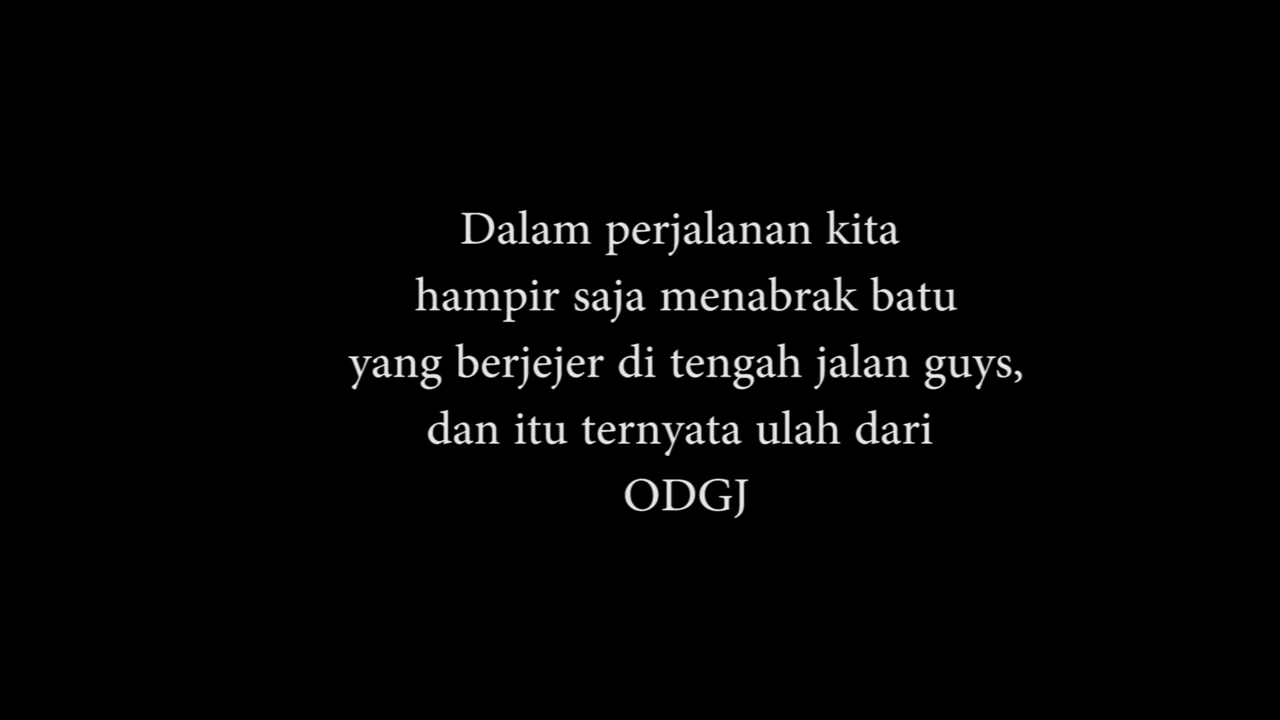 Dalam perjalanan kita
hampir saja menabrak batu
yang berjejer di tengah jalan guys,
dan itu ternyata ulah dari
ODGJ